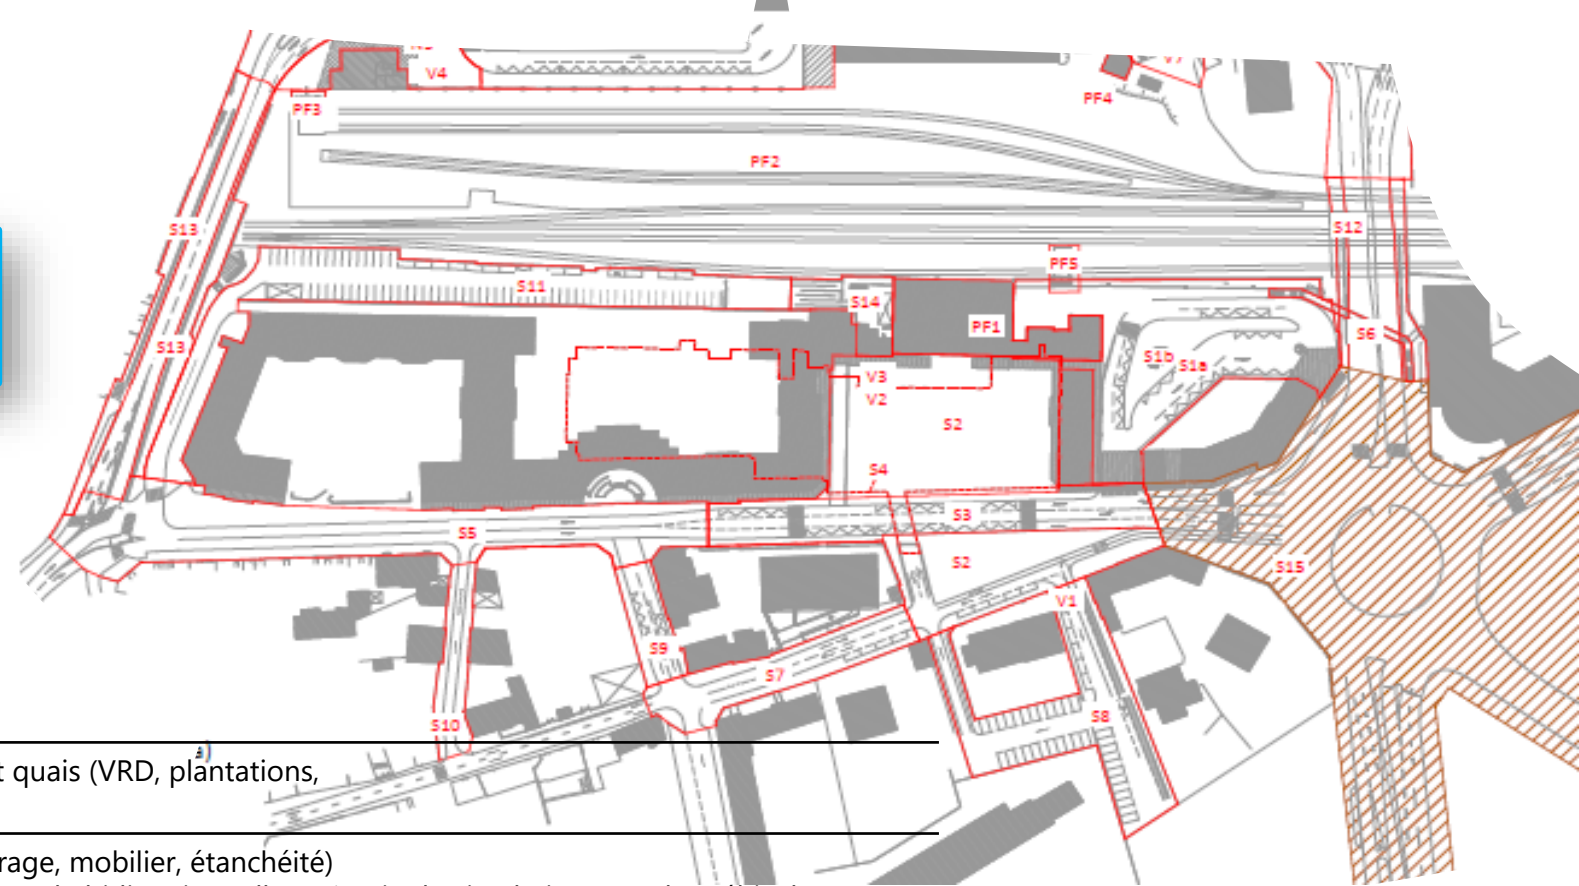 V4
PF3
PF4
V7
PF2
S13
S12
PF5
S11
S14
PF1
S6
S13
S1b
S1a
V3
V2
S2
S4
S3
S5
S2
S15
V1
S9
S7
S10
S8
t quais (VRD, plantations,
rage, mobilier, étanchéité)